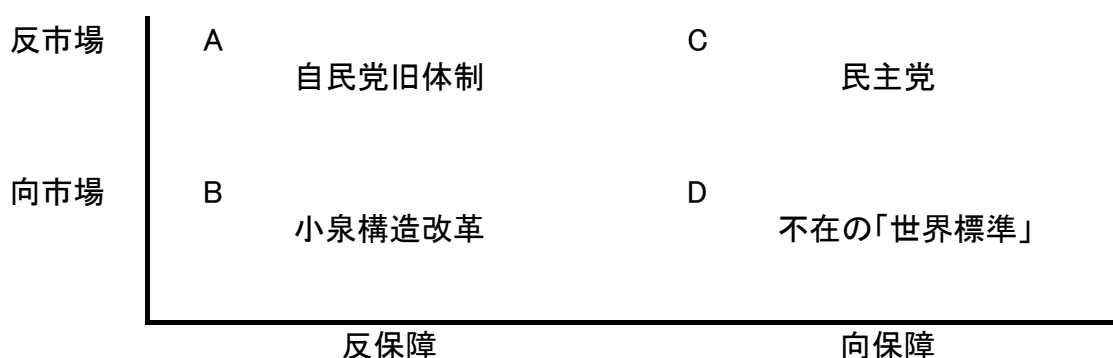 反市場 A C
自民党旧体制 民主党
向市場 B D
小泉構造改革 不在の「世界標準」
反保障 向保障